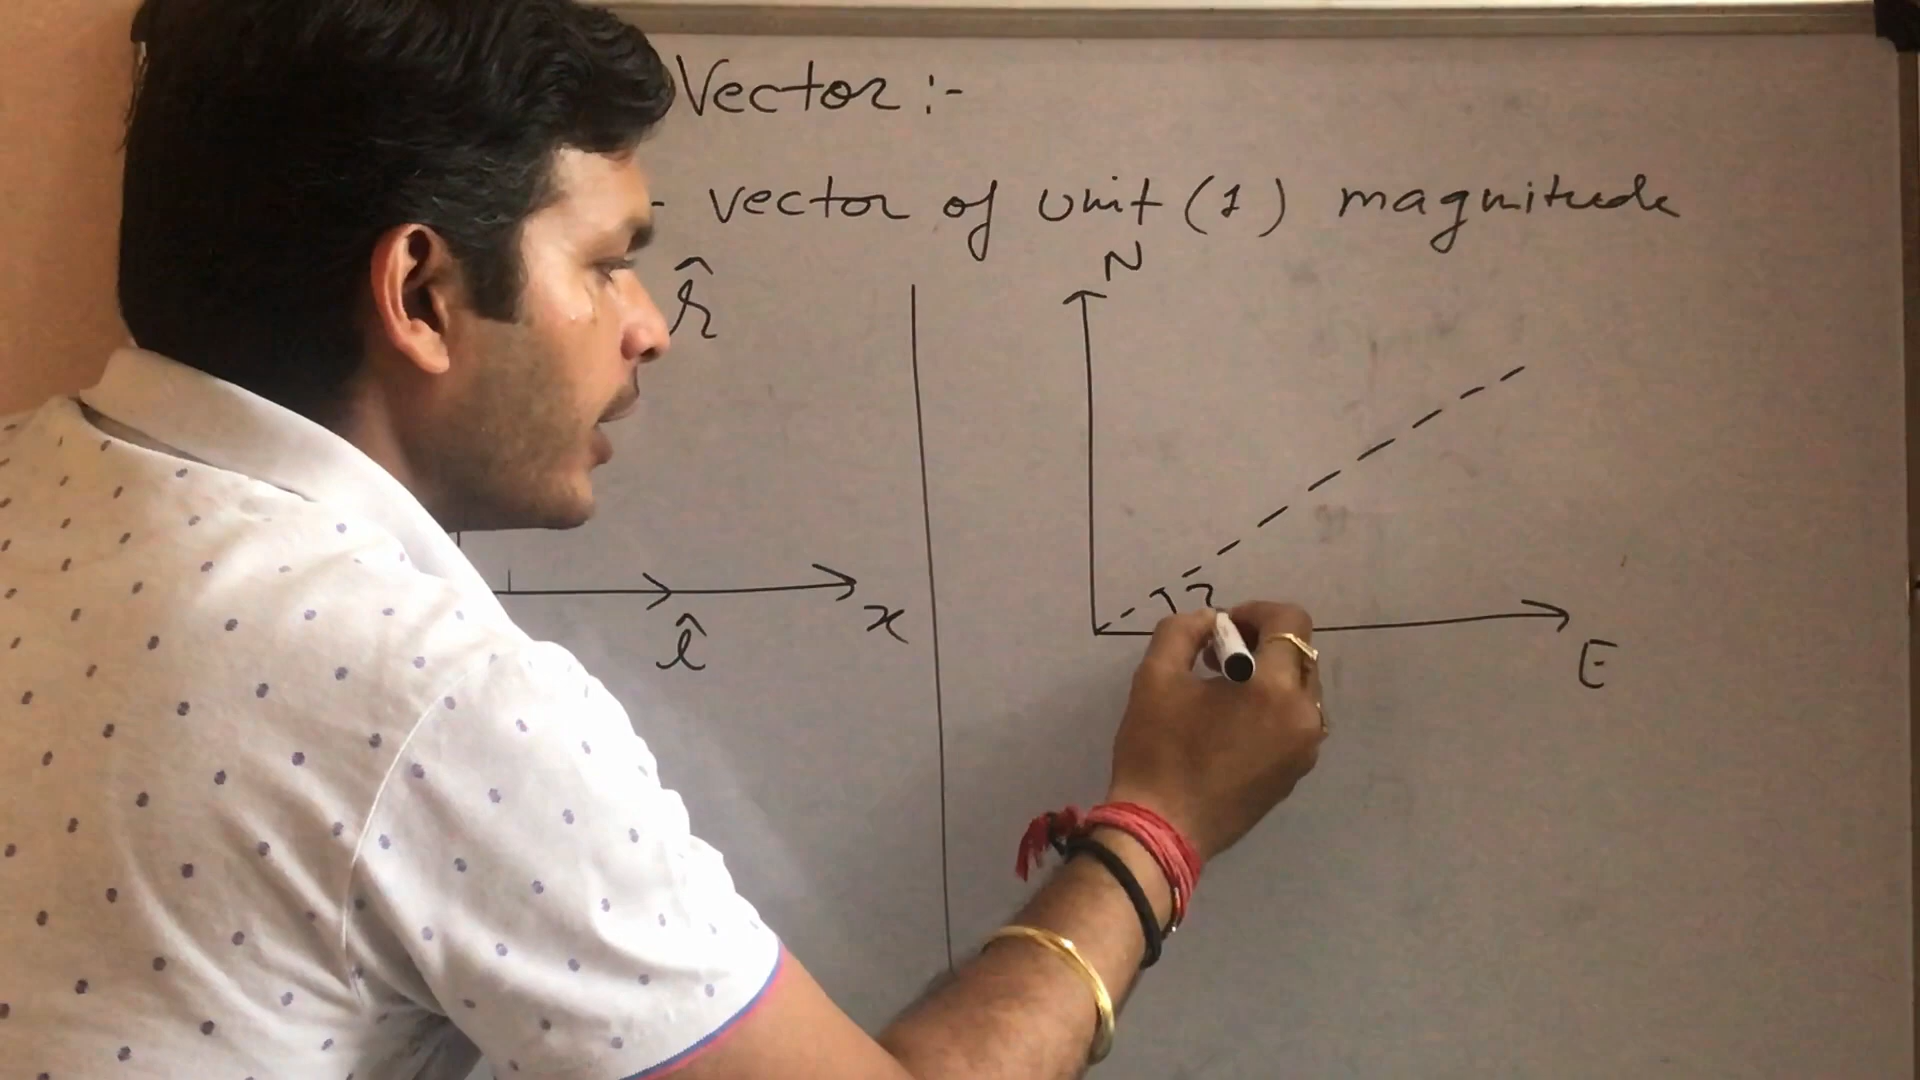 Vector :-
- vector of unit (1) magnitude
N
r̂
î
x
E